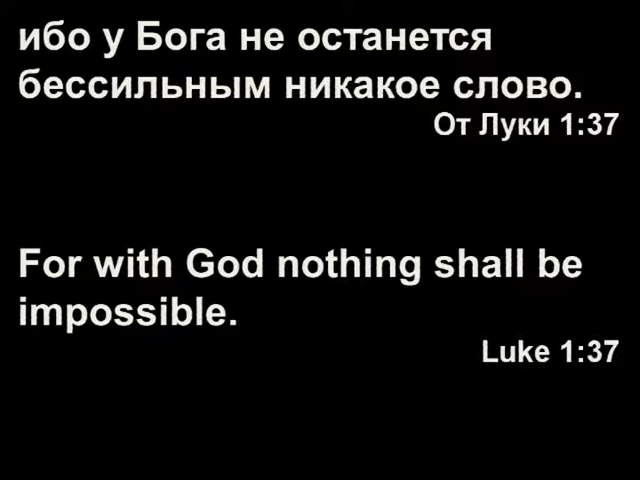 ибо у Бога не останется
бессильным никакое слово.
От Луки 1:37
For with God nothing shall be
impossible.
Luke 1:37